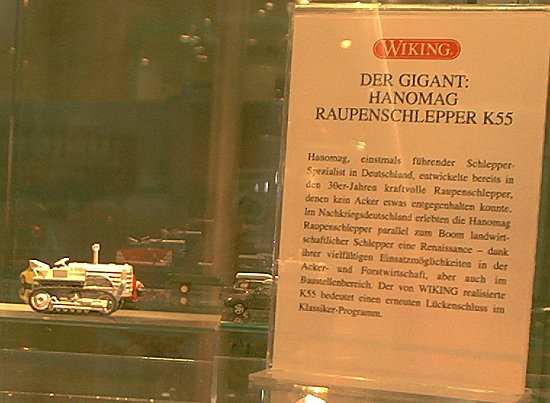 WIKING
DER GIGANT:
HANOMAG
RAUPENSCHLEPPER K55
Hanomag, einstmals führender Schlepper-
Spezialist in Deutschland, entwickelte bereits in
den 30er-Jahren kraftvolle Raupenschlepper,
denen kein Acker etwas entgegenhalten konnte.
Im Nachkriegsdeutschland erlebten die Hanomag
Raupenschlepper parallel zum Boom landwirt-
schaftlicher Schlepper eine Renaissance – dank
ihrer vielfältigen Einsatzmöglichkeiten in der
Acker- und Forstwirtschaft, aber auch im
Baustellenbereich. Der von WIKING realisierte
K55 bedeutet einen erneuten Lückenschluss im
Klassiker-Programm.